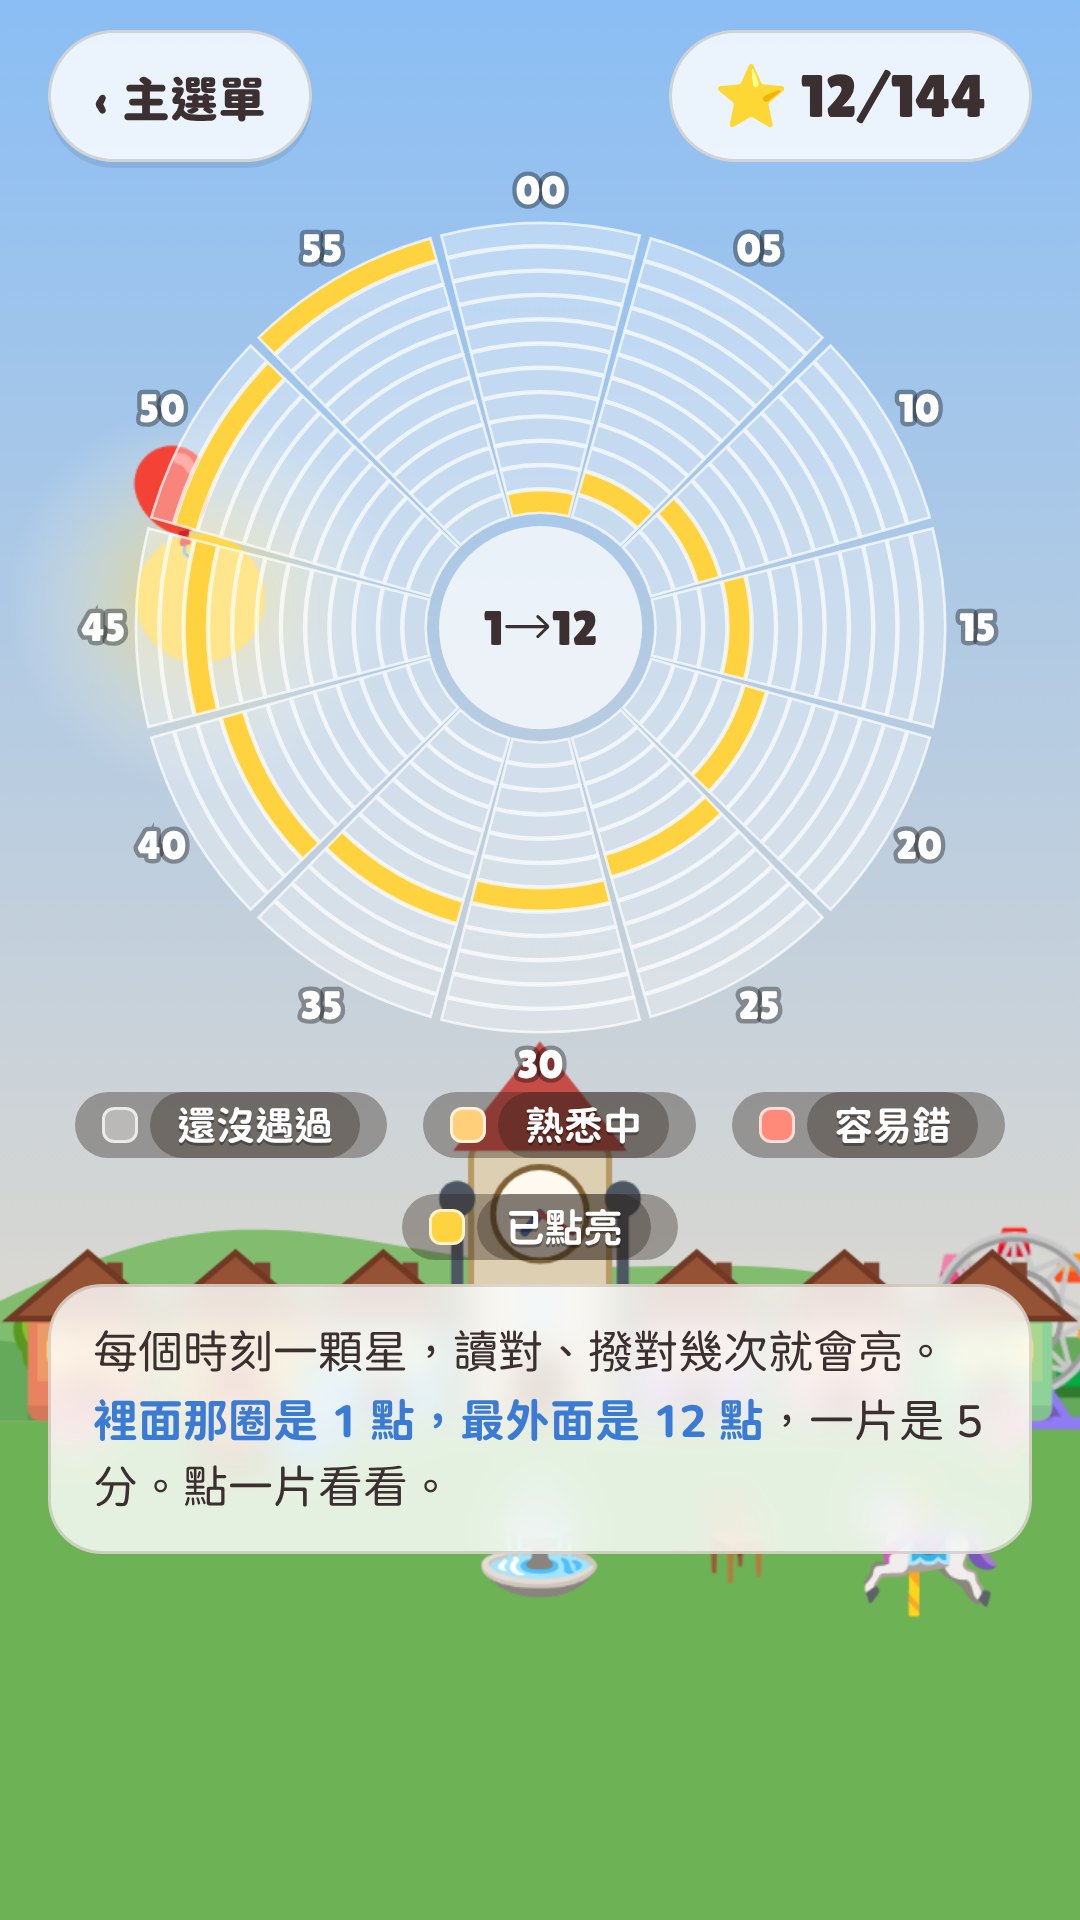 ‹ 主選單
12/144
00
55
05
50
10
45
1→12
15
40
20
35
25
30
還沒遇過
熟悉中
容易錯
已點亮
每個時刻一顆星，讀對、撥對幾次就會亮。
裡面那圈是 1 點，最外面是 12 點，一片是 5
分。點一片看看。